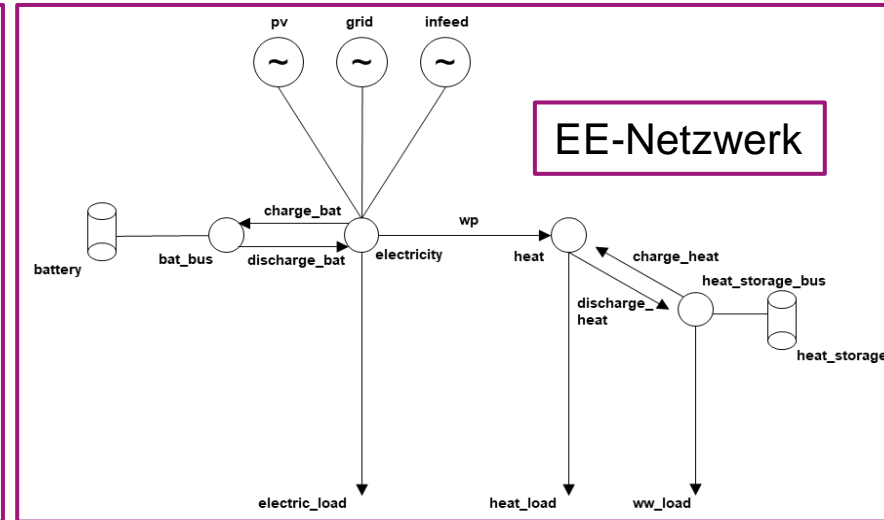 pv
grid
infeed
~
~
~
EE-Netzwerk
charge_bat
wp
battery
bat_bus
discharge_bat
electricity
heat
charge_heat
heat_storage_bus
discharge_
heat
heat_storage
electric_load
heat_load
ww_load